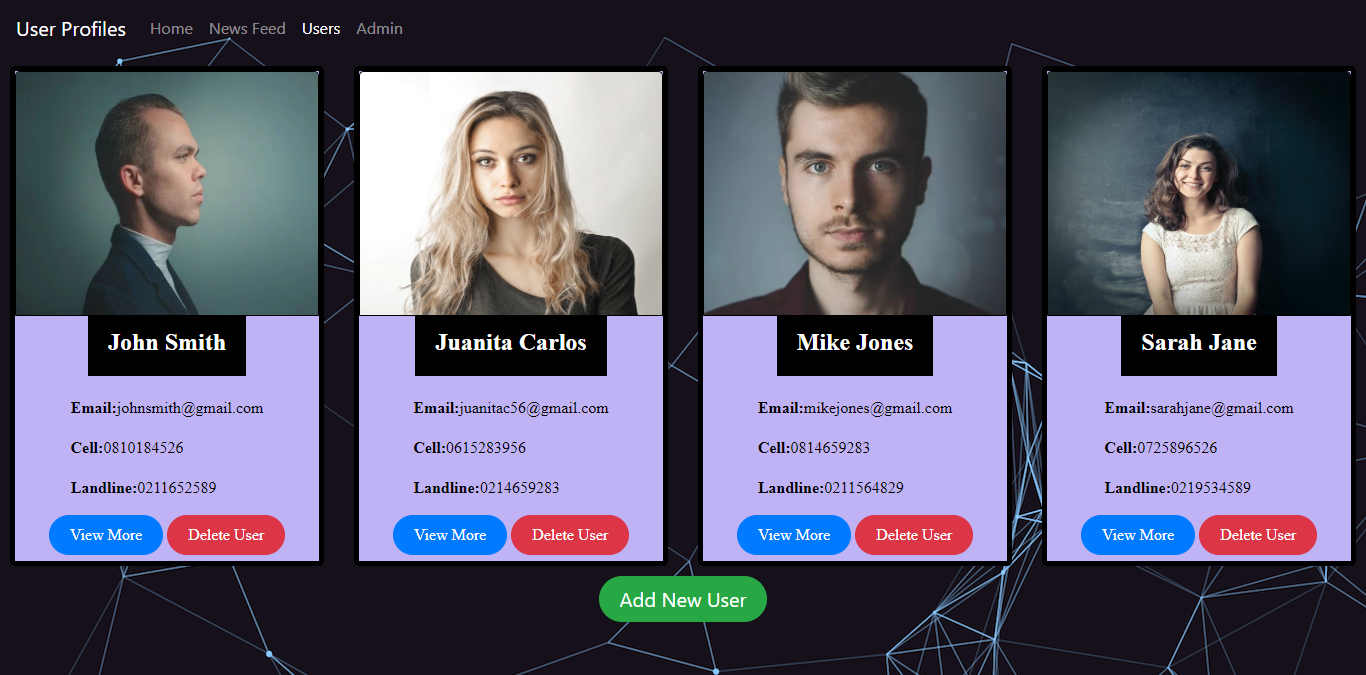 User Profiles Home News Feed Users Admin
John Smith
Email:johnsmith@gmail.com
Cell:0810184526
Landline:0211652589
View More Delete User
Juanita Carlos
Email:juanitac56@gmail.com
Cell:0615283956
Landline:0214659283
View More Delete User
Mike Jones
Email:mikejones@gmail.com
Cell:0814659283
Landline:0211564829
View More Delete User
Sarah Jane
Email:sarahjane@gmail.com
Cell:0725896526
Landline:0219534589
View More Delete User
Add New User